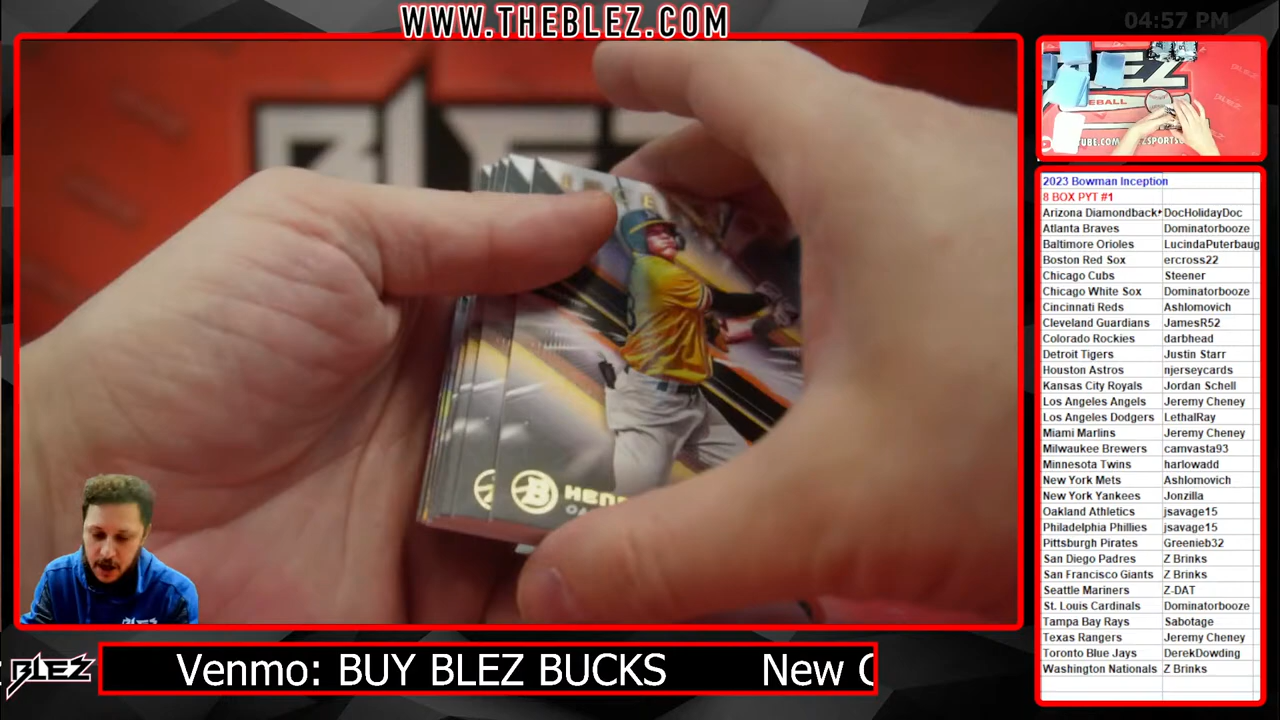 WWW.THEBLEZ.COM
04:57 PM
2023 Bowman Inception
8 BOX PYT #1
Arizona Diamondback DocHolidayDoc
Atlanta Braves Dominatorbooze
Baltimore Orioles LucindaPuterbaug
Boston Red Sox ercross22
Chicago Cubs Steener
Chicago White Sox Dominatorbooze
Cincinnati Reds Ashlomovich
Cleveland Guardians JamesR52
Colorado Rockies darbhead
Detroit Tigers Justin Starr
Houston Astros njerseycards
Kansas City Royals Jordan Schell
Los Angeles Angels Jeremy Cheney
Los Angeles Dodgers LethalRay
Miami Marlins Jeremy Cheney
Milwaukee Brewers camvasta93
Minnesota Twins harlowadd
New York Mets Ashlomovich
New York Yankees Jonzilla
Oakland Athletics jsavage15
Philadelphia Phillies jsavage15
Pittsburgh Pirates Greenieb32
San Diego Padres Z Brinks
San Francisco Giants Z Brinks
Seattle Mariners Z-DAT
St. Louis Cardinals Dominatorbooze
Tampa Bay Rays Sabotage
Texas Rangers Jeremy Cheney
Toronto Blue Jays DerekDowding
Washington Nationals Z Brinks
B HEN
BLEZ
Venmo: BUY BLEZ BUCKS New